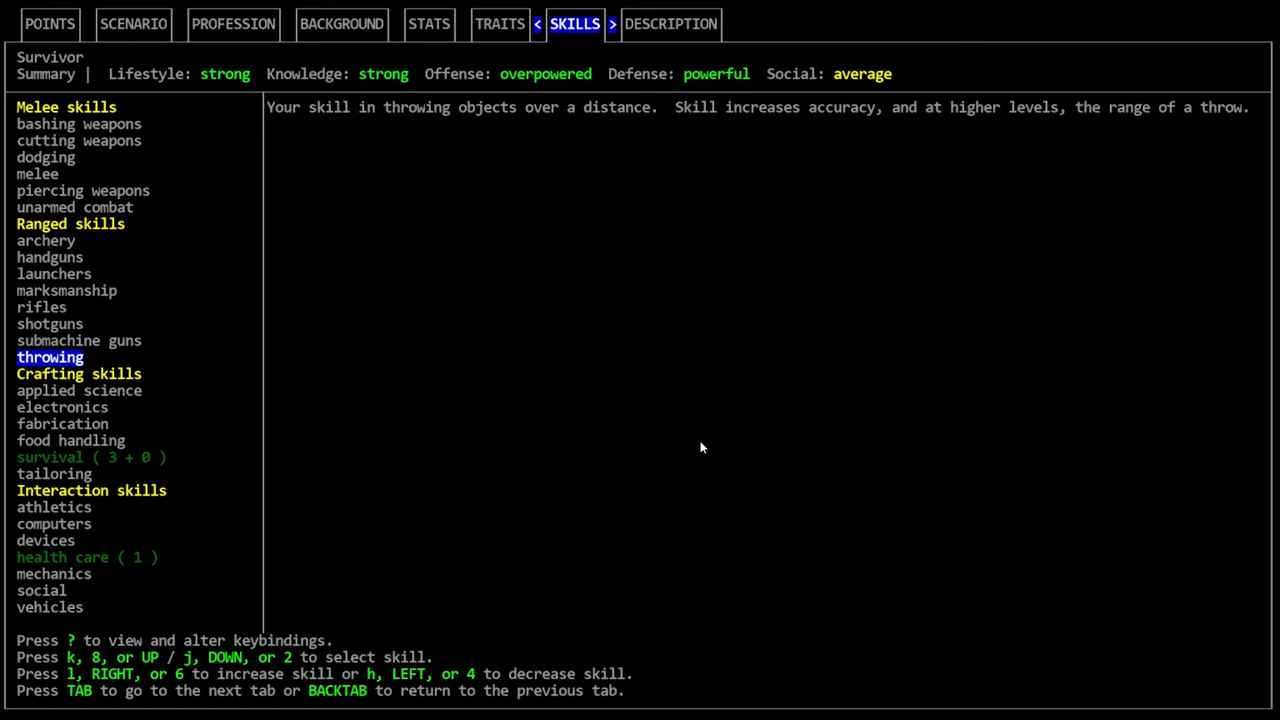 POINTS SCENARIO PROFESSION BACKGROUND STATS TRAITS < SKILLS > DESCRIPTION
Survivor
Summary | Lifestyle: strong Knowledge: strong Offense: overpowered Defense: powerful Social: average
Melee skills
bashing weapons
cutting weapons
dodging
melee
piercing weapons
unarmed combat
Ranged skills
archery
handguns
launchers
marksmanship
rifles
shotguns
submachine guns
throwing
Crafting skills
applied science
electronics
fabrication
food handling
survival ( 3 + 0 )
tailoring
Interaction skills
athletics
computers
devices
health care ( 1 )
mechanics
social
vehicles
Your skill in throwing objects over a distance.  Skill increases accuracy, and at higher levels, the range of a throw.
Press ? to view and alter keybindings.
Press k, 8, or UP / j, DOWN, or 2 to select skill.
Press l, RIGHT, or 6 to increase skill or h, LEFT, or 4 to decrease skill.
Press TAB to go to the next tab or BACKTAB to return to the previous tab.